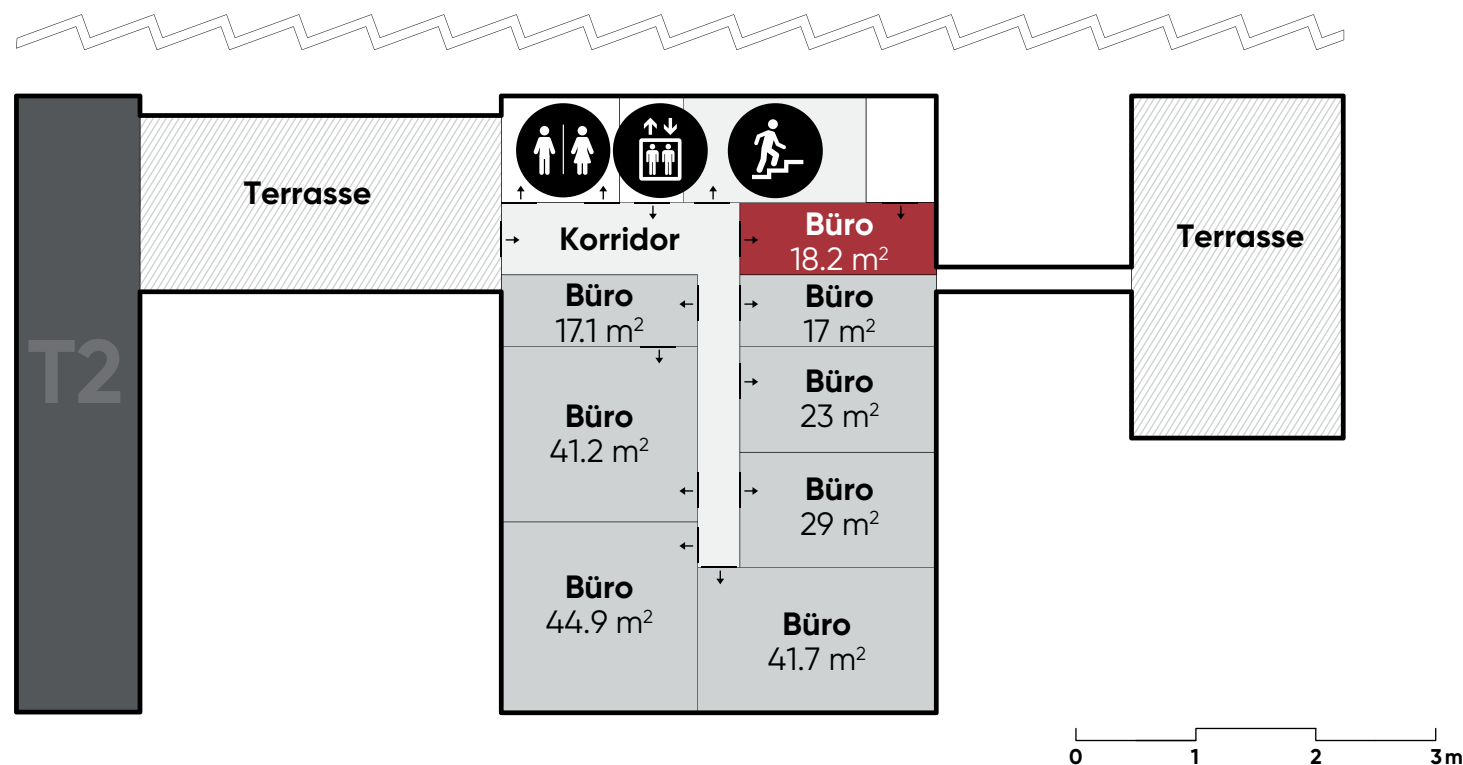 Terrasse
Korridor
Büro
18.2 m²
Terrasse
Büro
17.1 m²
Büro
17 m²
T2
Büro
23 m²
Büro
41.2 m²
Büro
29 m²
Büro
44.9 m²
Büro
41.7 m²
0 1 2 3 m